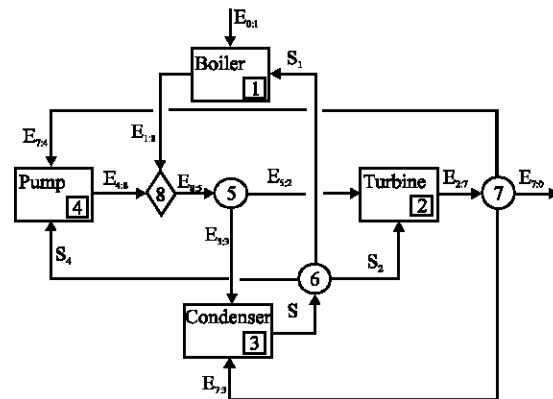 E0:1
Boiler
1
S1
E7:4
E1:8
Pump
4
E4:8
8
E8:5
5
E5:2
Turbine
2
E2:7
7
E7:0
E5:3
S4
6
S2
Condenser
3
S
E7:3